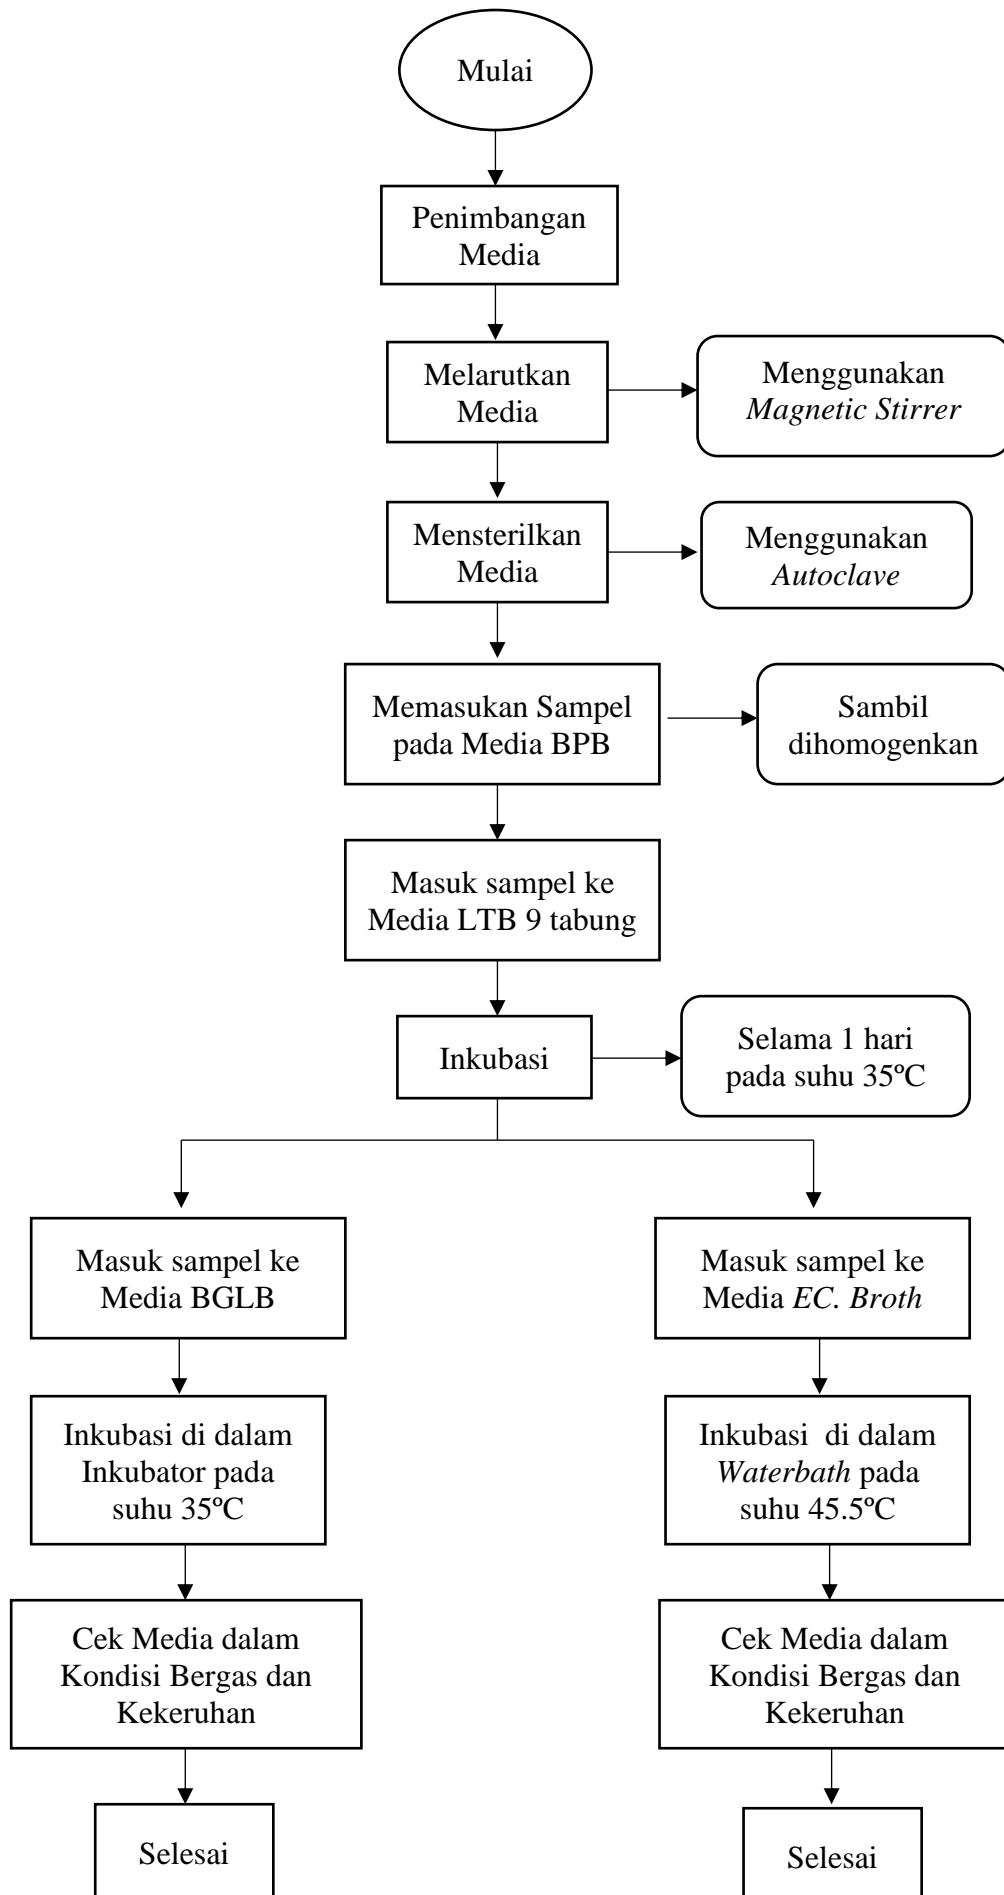 Mulai
Penimbangan
Media
Melarutkan
Media
Menggunakan
Magnetic Stirrer
Mensterilkan
Media
Menggunakan
Autoclave
Memasukan Sampel
pada Media BPB
Sambil
dihomogenkan
Masuk sampel ke
Media LTB 9 tabung
Inkubasi
Selama 1 hari
pada suhu 35ºC
Masuk sampel ke
Media BGLB
Inkubasi di dalam
Inkubator pada
suhu 35ºC
Cek Media dalam
Kondisi Bergas dan
Kekeruhan
Selesai
Masuk sampel ke
Media EC. Broth
Inkubasi di dalam
Waterbath pada
suhu 45.5ºC
Cek Media dalam
Kondisi Bergas dan
Kekeruhan
Selesai